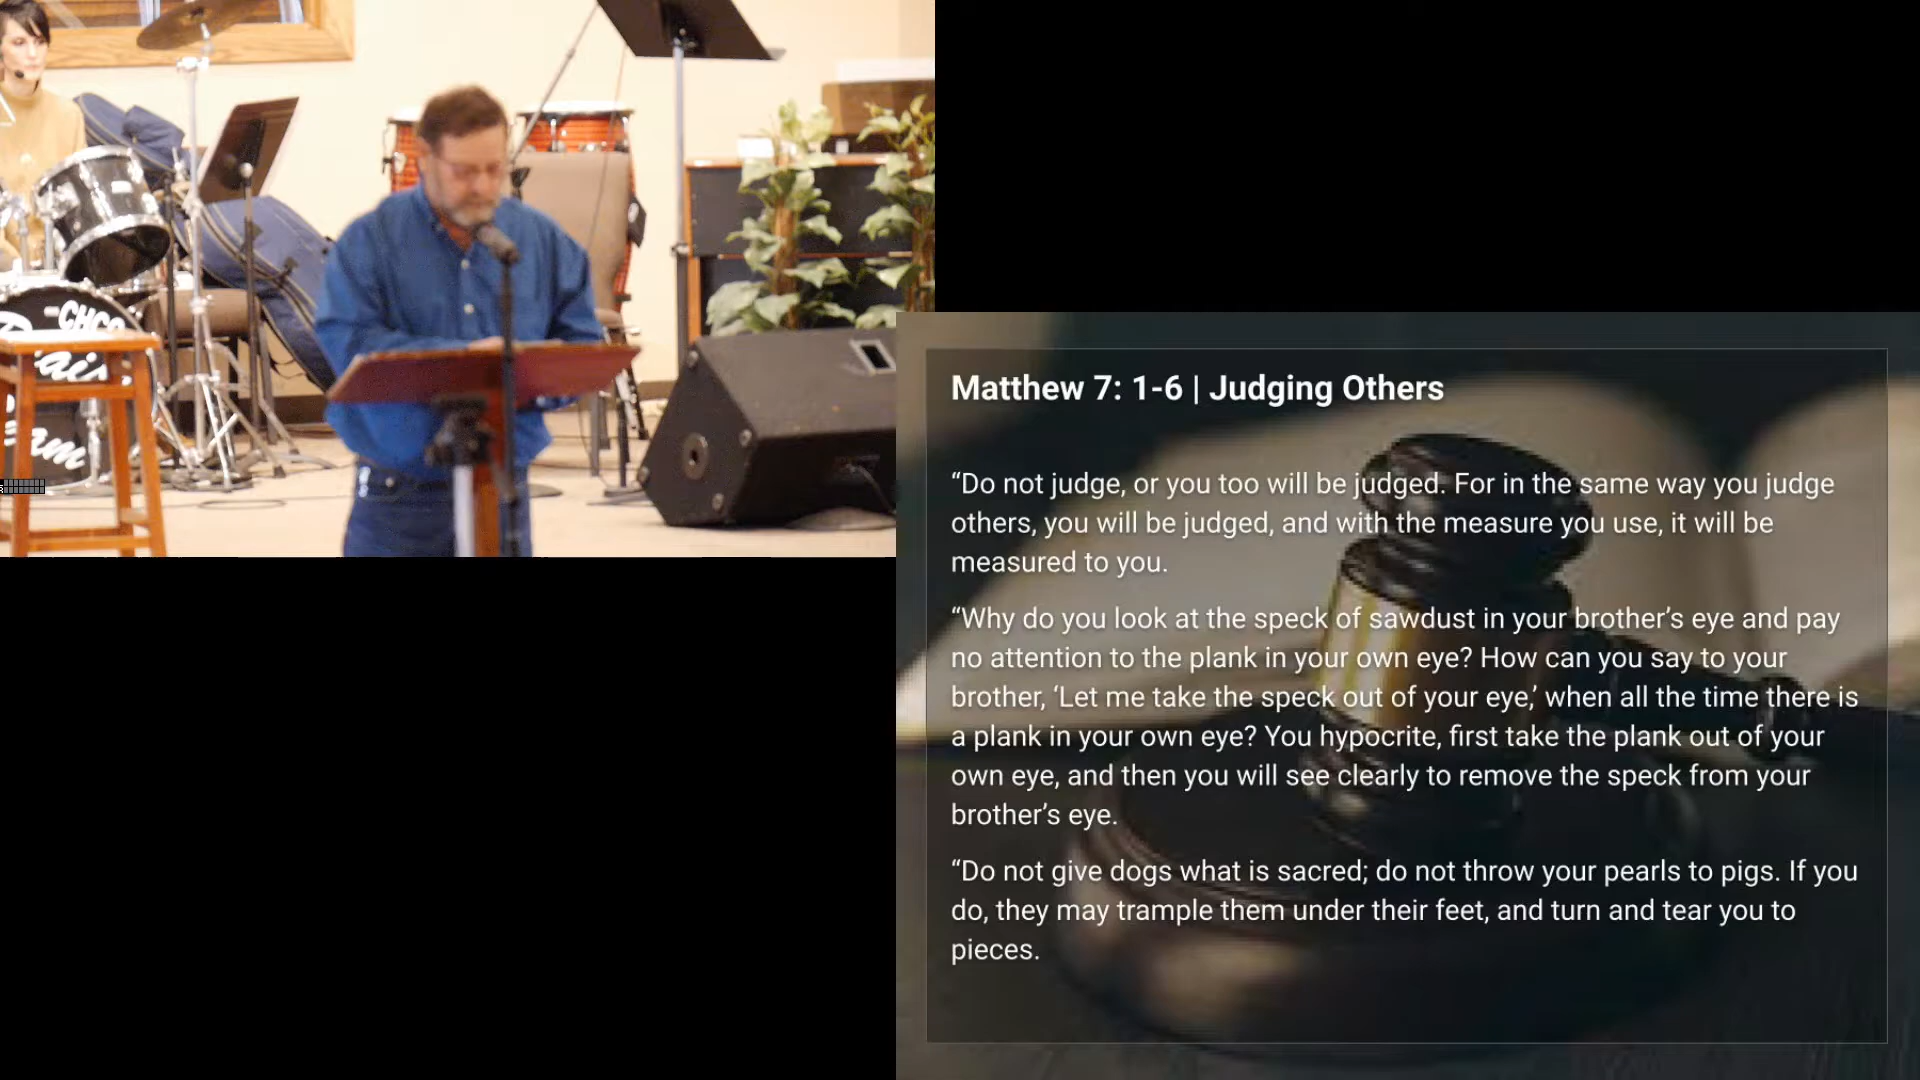 -CHCC
Matthew 7: 1-6 | Judging Others
“Do not judge, or you too will be judged. For in the same way you judge
others, you will be judged, and with the measure you use, it will be
measured to you.
“Why do you look at the speck of sawdust in your brother’s eye and pay
no attention to the plank in your own eye? How can you say to your
brother, ‘Let me take the speck out of your eye,’ when all the time there is
a plank in your own eye? You hypocrite, first take the plank out of your
own eye, and then you will see clearly to remove the speck from your
brother’s eye.
“Do not give dogs what is sacred; do not throw your pearls to pigs. If you
do, they may trample them under their feet, and turn and tear you to
pieces.